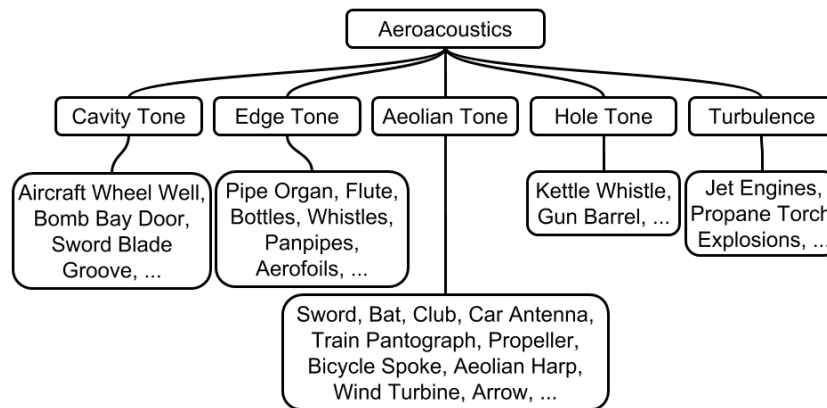 Aeroacoustics
Cavity Tone
Edge Tone
Aeolian Tone
Hole Tone
Turbulence
Aircraft Wheel Well,
Bomb Bay Door,
Sword Blade
Groove, ...
Pipe Organ, Flute,
Bottles, Whistles,
Panpipes,
Aerofoils, ...
Kettle Whistle,
Gun Barrel, ...
Jet Engines,
Propane Torch
Explosions, ...
Sword, Bat, Club, Car Antenna,
Train Pantograph, Propeller,
Bicycle Spoke, Aeolian Harp,
Wind Turbine, Arrow, ...